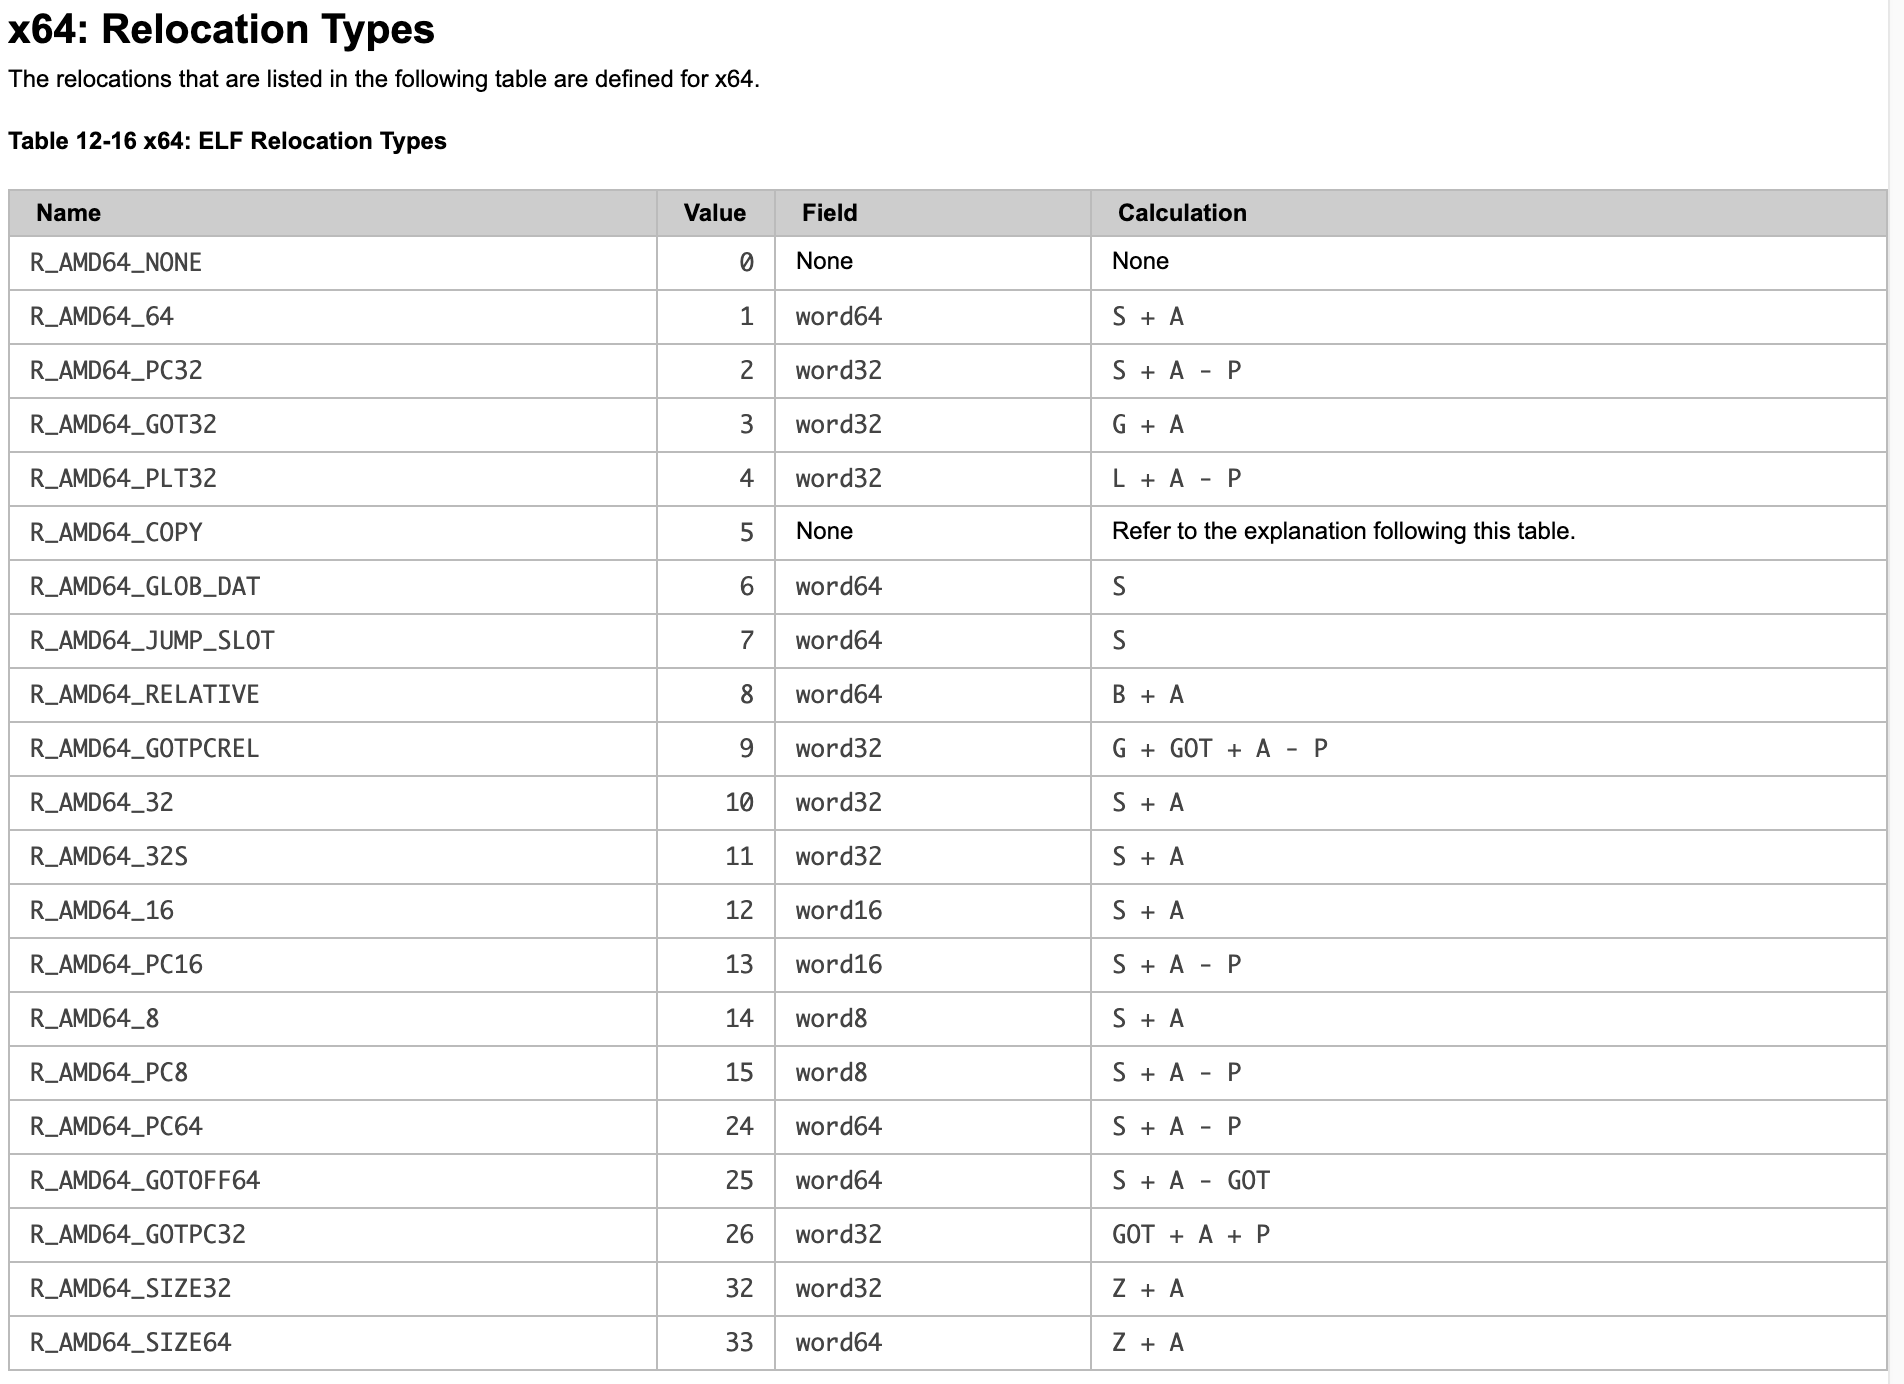 x64: Relocation Types
The relocations that are listed in the following table are defined for x64.
Table 12-16 x64: ELF Relocation Types
Name Value Field Calculation
R_AMD64_NONE 0 None None
R_AMD64_64 1 word64 S + A
R_AMD64_PC32 2 word32 S + A - P
R_AMD64_GOT32 3 word32 G + A
R_AMD64_PLT32 4 word32 L + A - P
R_AMD64_COPY 5 None Refer to the explanation following this table.
R_AMD64_GLOB_DAT 6 word64 S
R_AMD64_JUMP_SLOT 7 word64 S
R_AMD64_RELATIVE 8 word64 B + A
R_AMD64_GOTPCREL 9 word32 G + GOT + A - P
R_AMD64_32 10 word32 S + A
R_AMD64_32S 11 word32 S + A
R_AMD64_16 12 word16 S + A
R_AMD64_PC16 13 word16 S + A - P
R_AMD64_8 14 word8 S + A
R_AMD64_PC8 15 word8 S + A - P
R_AMD64_PC64 24 word64 S + A - P
R_AMD64_GOTOFF64 25 word64 S + A - GOT
R_AMD64_GOTPC32 26 word32 GOT + A + P
R_AMD64_SIZE32 32 word32 Z + A
R_AMD64_SIZE64 33 word64 Z + A